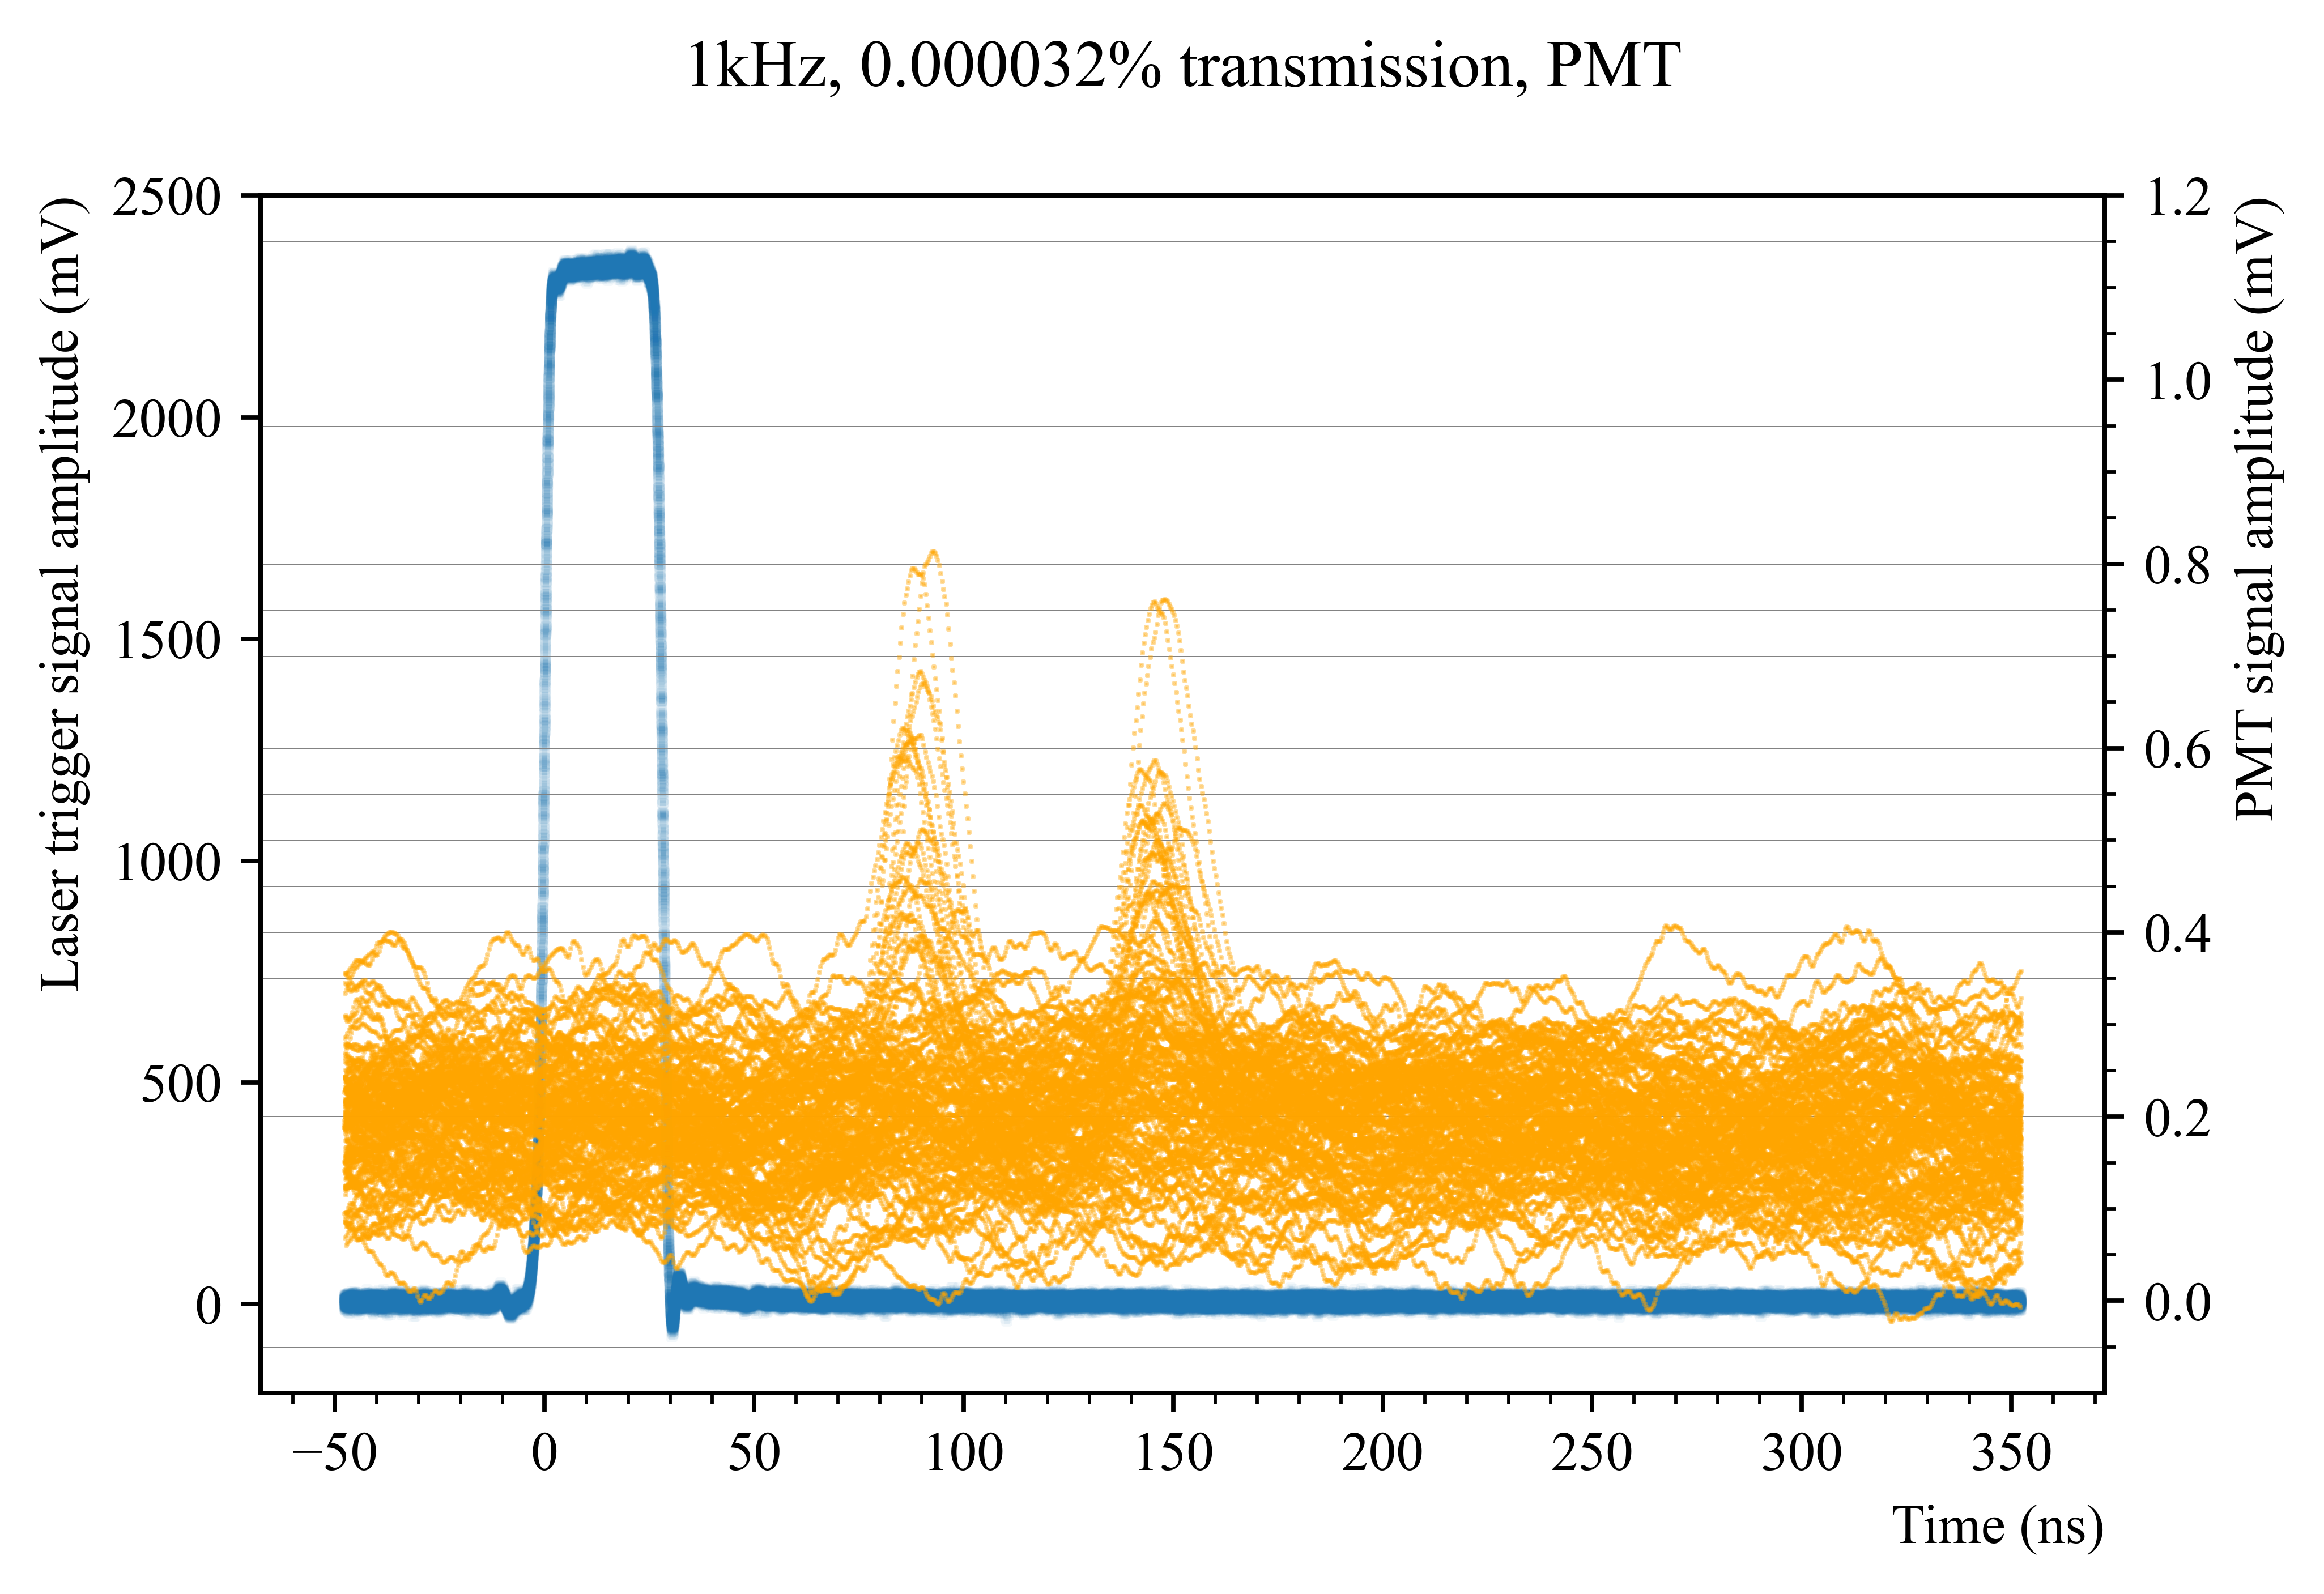 1kHz, 0.000032% transmission, PMT
Laser trigger signal amplitude (mV)
2500
2000
1500
1000
500
0
PMT signal amplitude (mV)
1.2
1.0
0.8
0.6
0.4
0.2
0.0
−50 0 50 100 150 200 250 300 350
Time (ns)